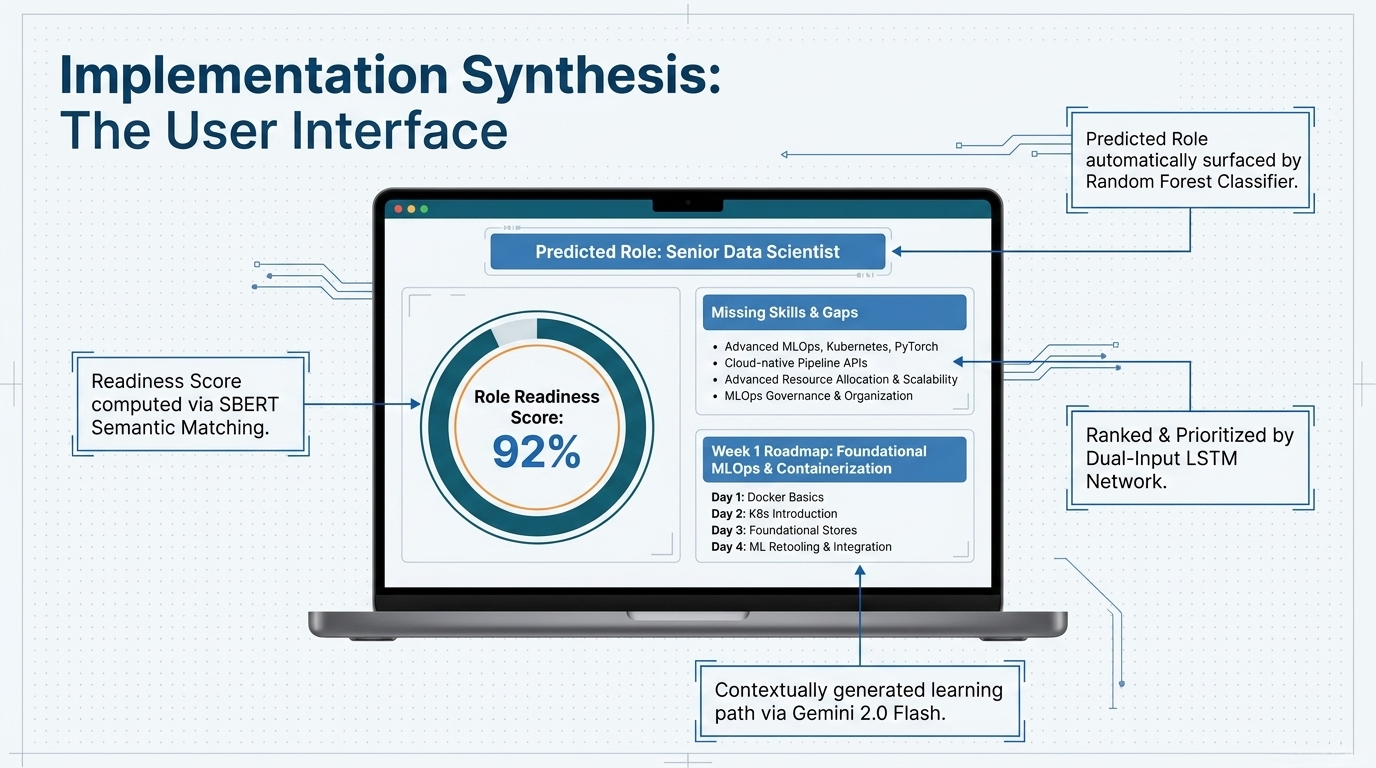 Implementation Synthesis:
The User Interface
Predicted Role
automatically surfaced by
Random Forest Classifier.
Predicted Role: Senior Data Scientist
Readiness Score
computed via SBERT
Semantic Matching.
Role Readiness
Score:
92%
Missing Skills & Gaps
• Advanced MLOps, Kubernetes, PyTorch
• Cloud-native Pipeline APIs
• Advanced Resource Allocation & Scalability
• MLOps Governance & Organization
Ranked & Prioritized by
Dual-Input LSTM
Network.
Week 1 Roadmap: Foundational
MLOps & Containerization
Day 1: Docker Basics
Day 2: K8s Introduction
Day 3: Foundational Stores
Day 4: ML Retooling & Integration
Contextually generated learning
path via Gemini 2.0 Flash.